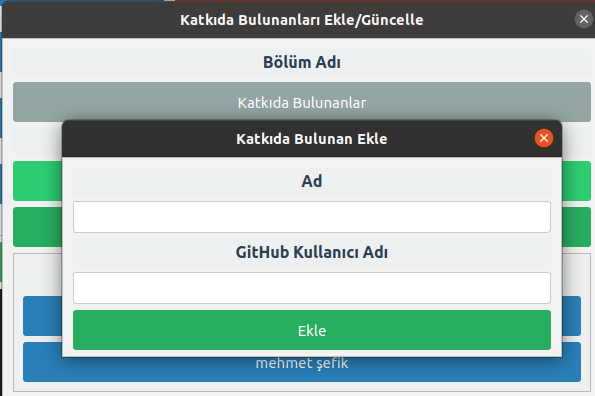 Katkıda Bulunanları Ekle/Güncelle
Bölüm Adı
Katkıda Bulunanlar
Katkıda Bulunan Ekle
Ad
GitHub Kullanıcı Adı
Ekle
mehmet şefik